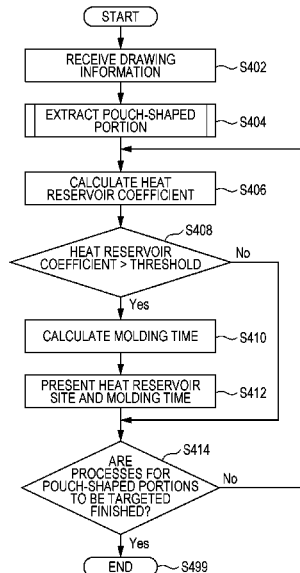 START
RECEIVE DRAWING
INFORMATION
S402
EXTRACT POUCH-SHAPED
PORTION
S404
CALCULATE HEAT
RESERVOIR COEFFICIENT
S406
S408
HEAT RESERVOIR
COEFFICIENT > THRESHOLD
No
Yes
CALCULATE MOLDING TIME
S410
PRESENT HEAT RESERVOIR
SITE AND MOLDING TIME
S412
S414
ARE
PROCESSES FOR
POUCH-SHAPED PORTIONS
TO BE TARGETED
FINISHED?
No
Yes
END
S499